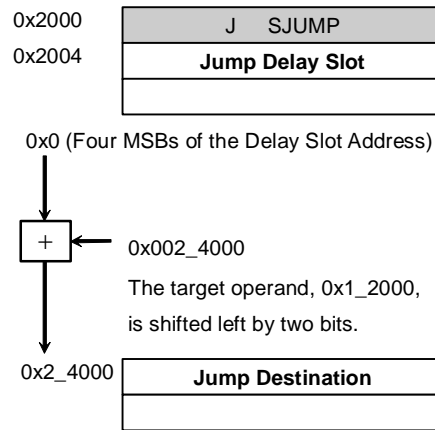 0x2000
J SJUMP
0x2004
Jump Delay Slot
0x0 (Four MSBs of the Delay Slot Address)
+
0x002_4000
The target operand, 0x1_2000,
is shifted left by two bits.
0x2_4000
Jump Destination